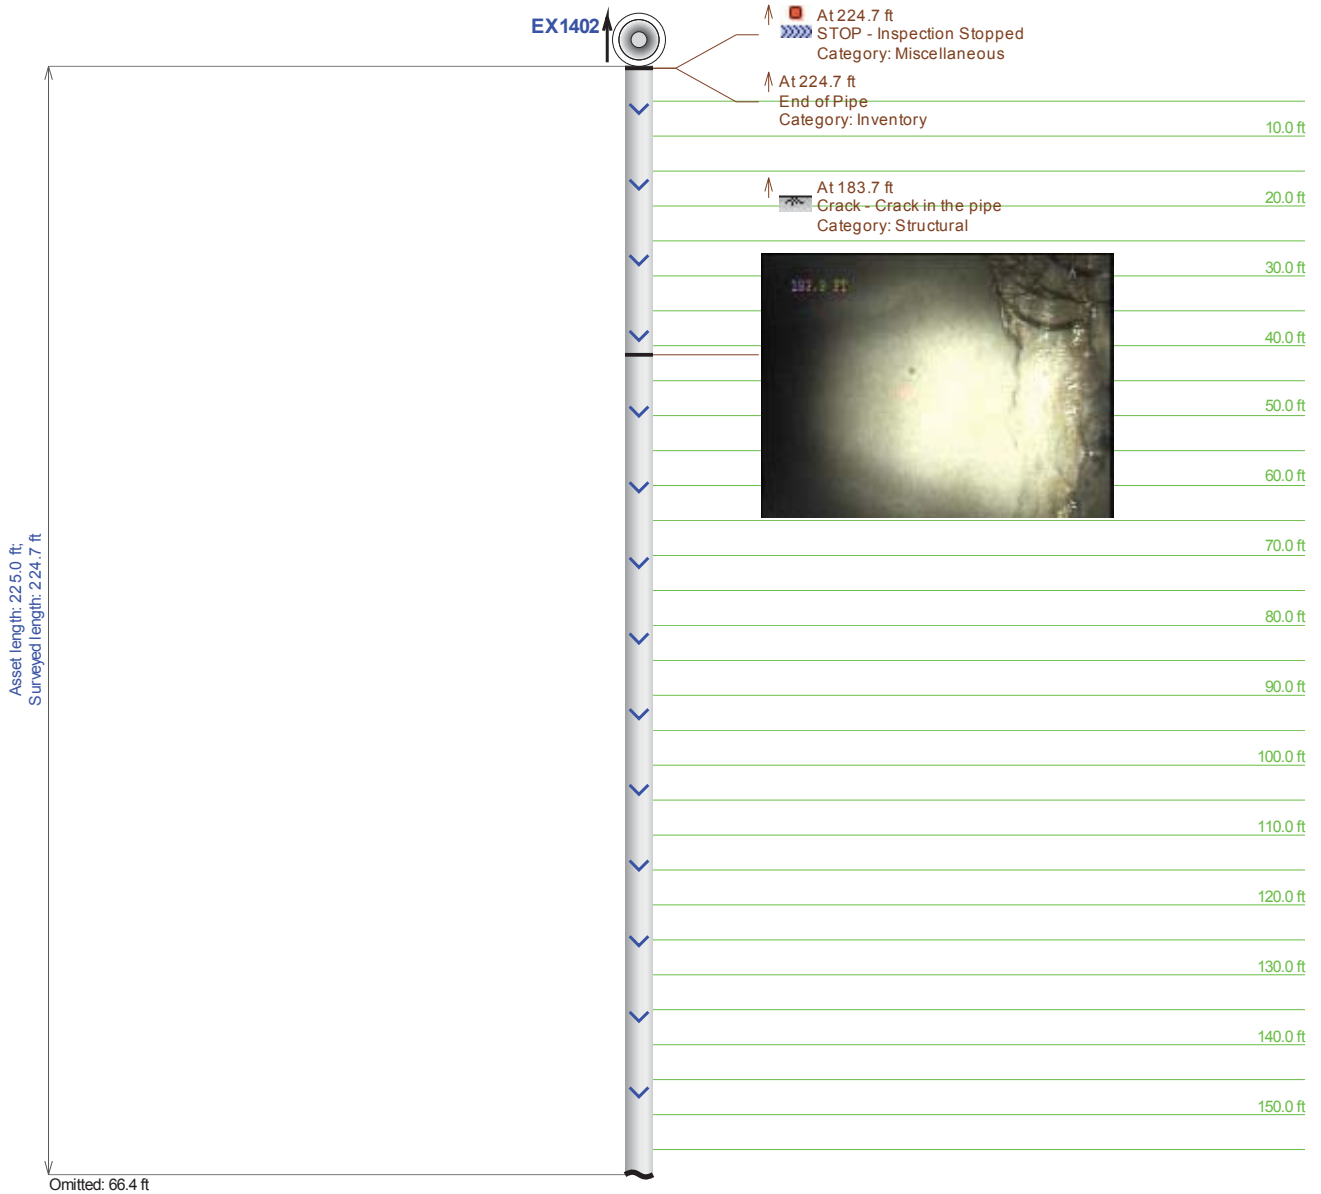 EX1402
At 224.7 ft
STOP - Inspection Stopped
Category: Miscellaneous
At 224.7 ft
End of Pipe
Category: Inventory
10.0 ft
At 183.7 ft
Crack - Crack in the pipe
Category: Structural
20.0 ft
30.0 ft
40.0 ft
50.0 ft
60.0 ft
70.0 ft
80.0 ft
90.0 ft
100.0 ft
110.0 ft
120.0 ft
130.0 ft
140.0 ft
150.0 ft
Asset length: 225.0 ft;
Surveyed length: 224.7 ft
Omitted: 66.4 ft